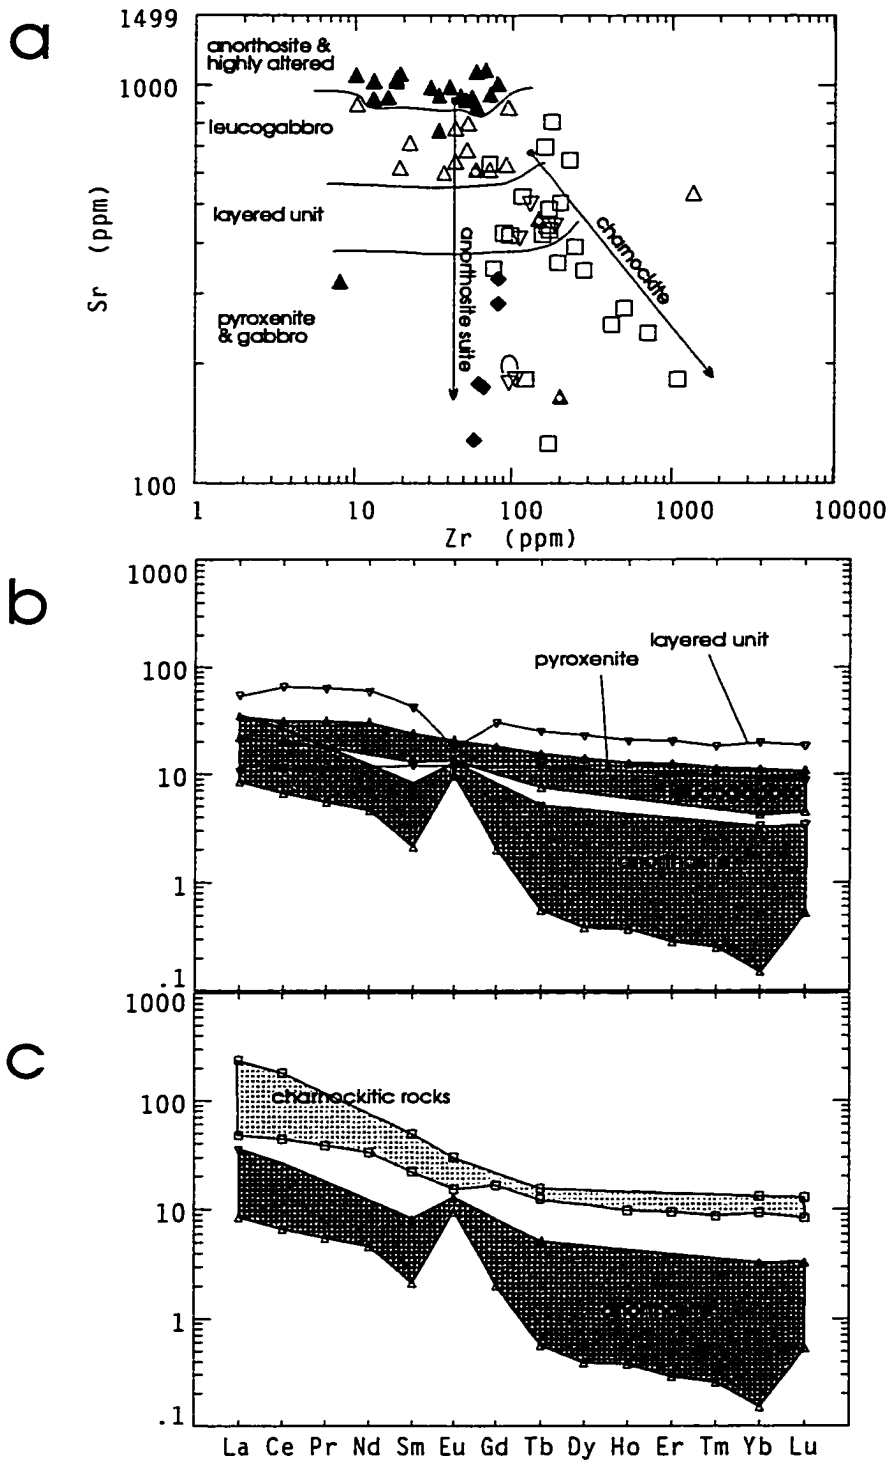 a
1499
1000
100
Sr (ppm)
anorthosite &
highly altered
leucogabbro
layered unit
pyroxenite
& gabbro
anorthosite suite
charnockite
1 10 100 1000 10000
Zr (ppm)
b
1000
100
10
1
.1
pyroxenite
layered unit
c
1000
100
10
1
.1
charnockitic rocks
La Ce Pr Nd Sm Eu Gd Tb Dy Ho Er Tm Yb Lu